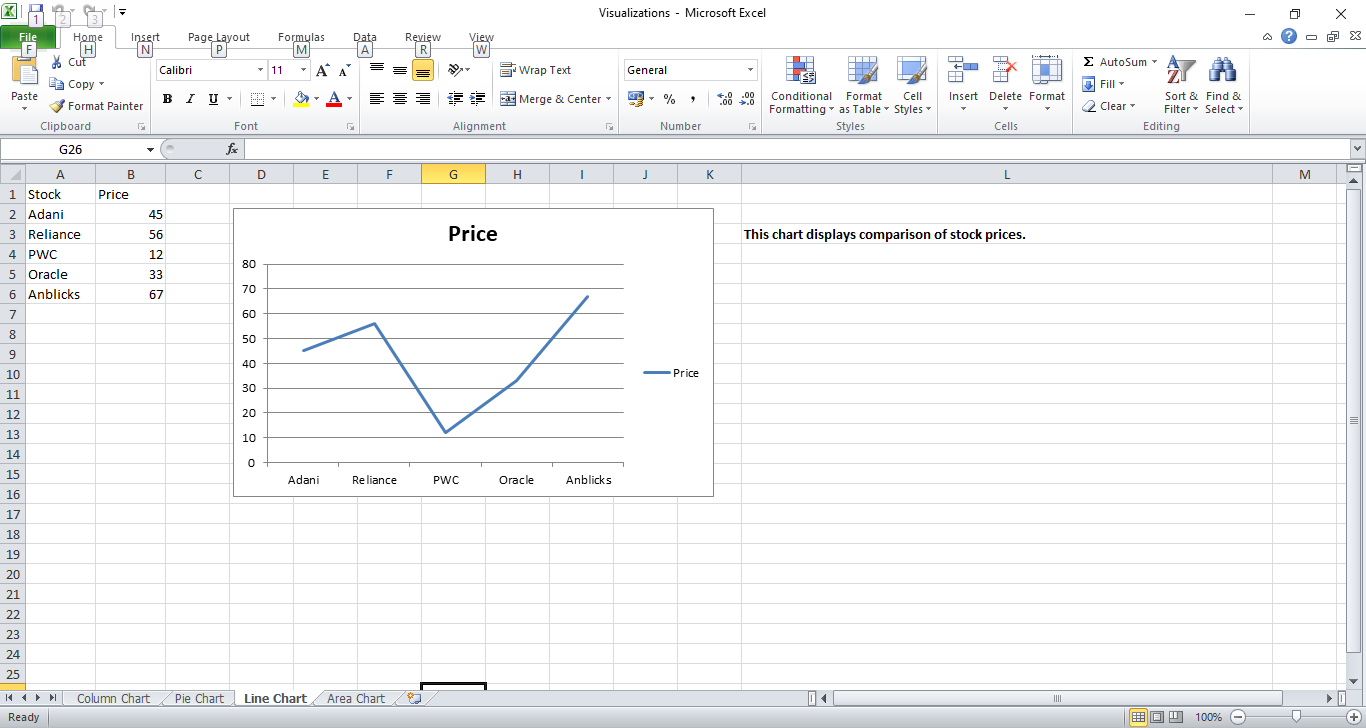 Visualizations - Microsoft Excel
1 2 3
File Home Insert Page Layout Formulas Data Review View
F H N P M A R W
Paste
Cut
Copy
Format Painter
Clipboard
Calibri 11
B I U
Font
Wrap Text
Merge & Center
Alignment
General
%
Number
Conditional Formatting
Format as Table
Cell Styles
Styles
Insert Delete Format
Cells
AutoSum
Fill
Clear
Sort & Filter
Find & Select
Editing
G26 fx
A B C D E F G H I J K L M
1 Stock Price
2 Adani 45
3 Reliance 56
4 PWC 12
5 Oracle 33
6 Anblicks 67
7
8
9
10
11
12
13
14
15
16
17
18
19
20
21
22
23
24
25
Price
80
70
60
50
40
30
20
10
0
Adani Reliance PWC Oracle Anblicks
Price
This chart displays comparison of stock prices.
Column Chart Pie Chart Line Chart Area Chart
Ready 100%